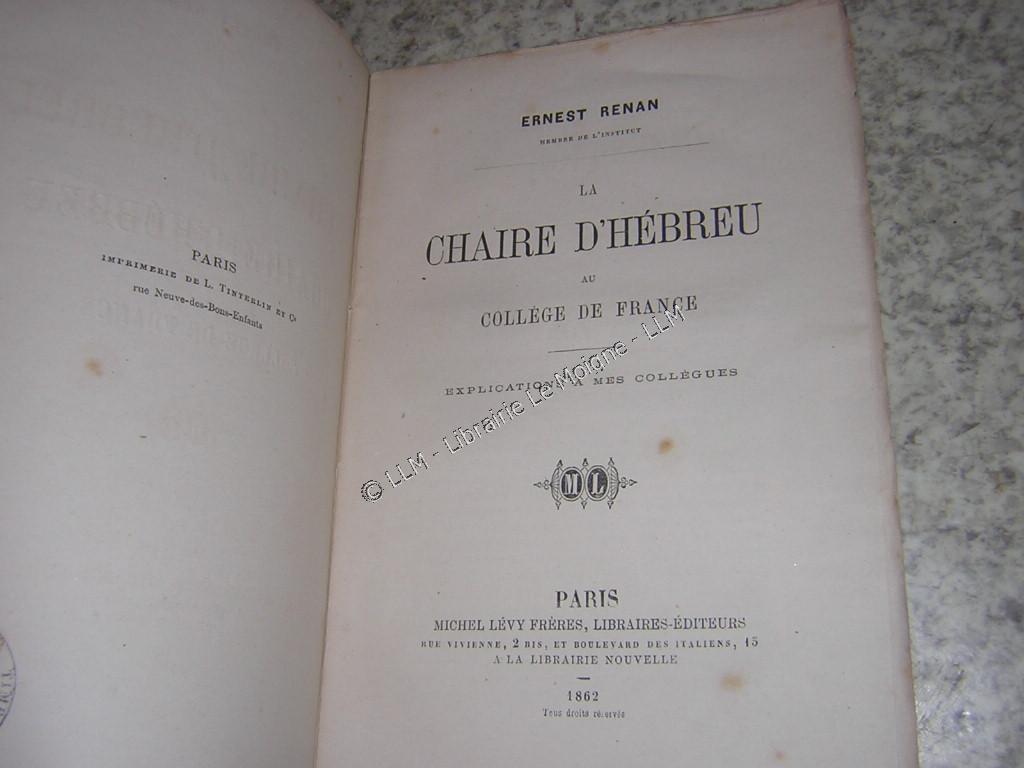 PARIS
IMPRIMERIE DE L. TINTERLIN ET Cᵉ
rue Neuve-des-Bons-Enfants
ERNEST RENAN
MEMBRE DE L'INSTITUT
LA
CHAIRE D'HÉBREU
AU
COLLÉGE DE FRANCE
EXPLICATIONS A MES COLLÈGUES
© LLM - Librairie Le Moigne - LLM
ML
PARIS
MICHEL LÉVY FRÈRES, LIBRAIRES-ÉDITEURS
RUE VIVIENNE, 2 BIS, ET BOULEVARD DES ITALIENS, 15
A LA LIBRAIRIE NOUVELLE
1862
Tous droits réservés